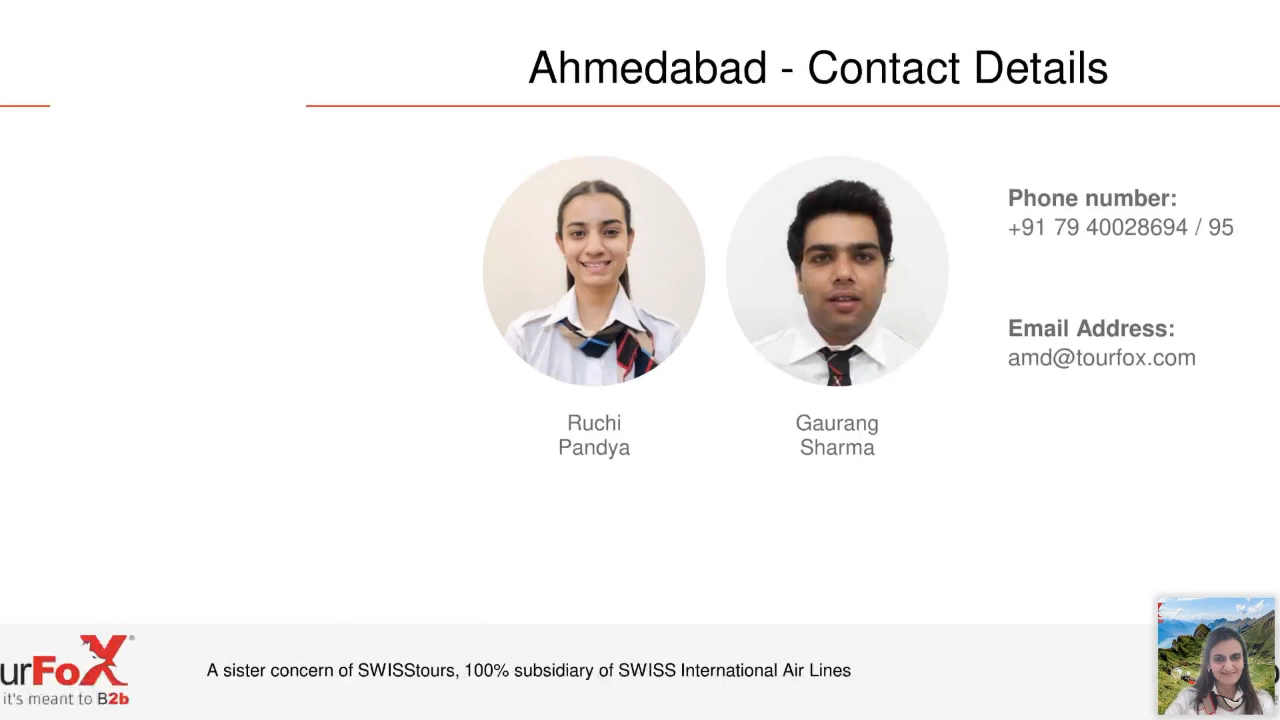 Ahmedabad - Contact Details
Phone number:
+91 79 40028694 / 95
Email Address:
amd@tourfox.com
Ruchi
Pandya
Gaurang
Sharma
urFoX®
it's meant to B2b
A sister concern of SWISStours, 100% subsidiary of SWISS International Air Lines